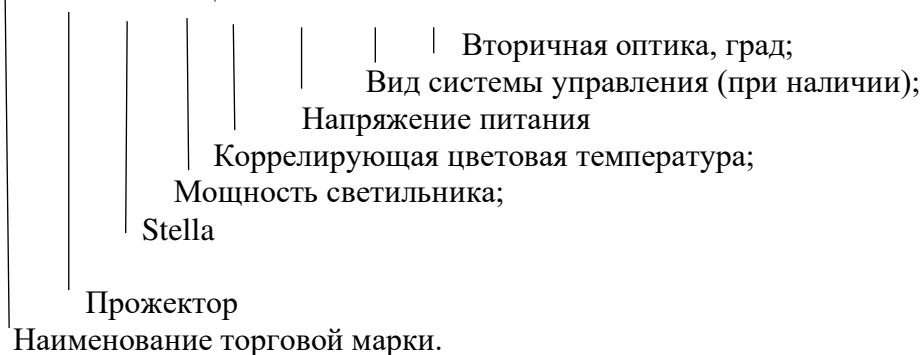 Вторичная оптика, град;
Вид системы управления (при наличии);
Напряжение питания
Коррелирующая цветовая температура;
Мощность светильника;
Stella
Прожектор
Наименование торговой марки.